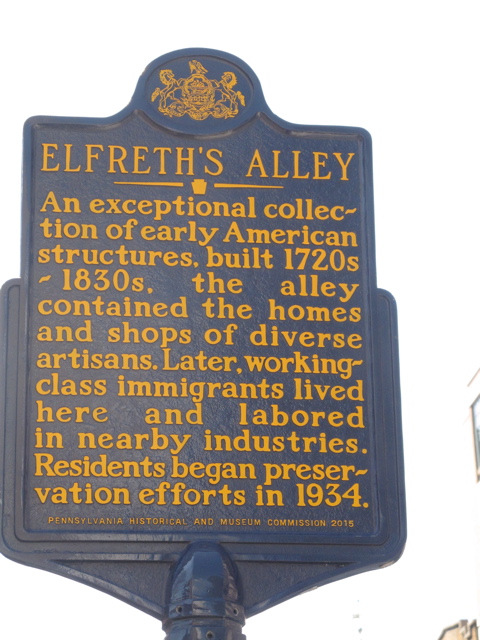 ELFRETH'S ALLEY
An exceptional collec~
tion of early American
structures, built 1720s
~ 1830s, the alley
contained the homes
and shops of diverse
artisans. Later, working~
class immigrants lived
here and labored
in nearby industries.
Residents began preser~
vation efforts in 1934.
PENNSYLVANIA HISTORICAL AND MUSEUM COMMISSION 2015